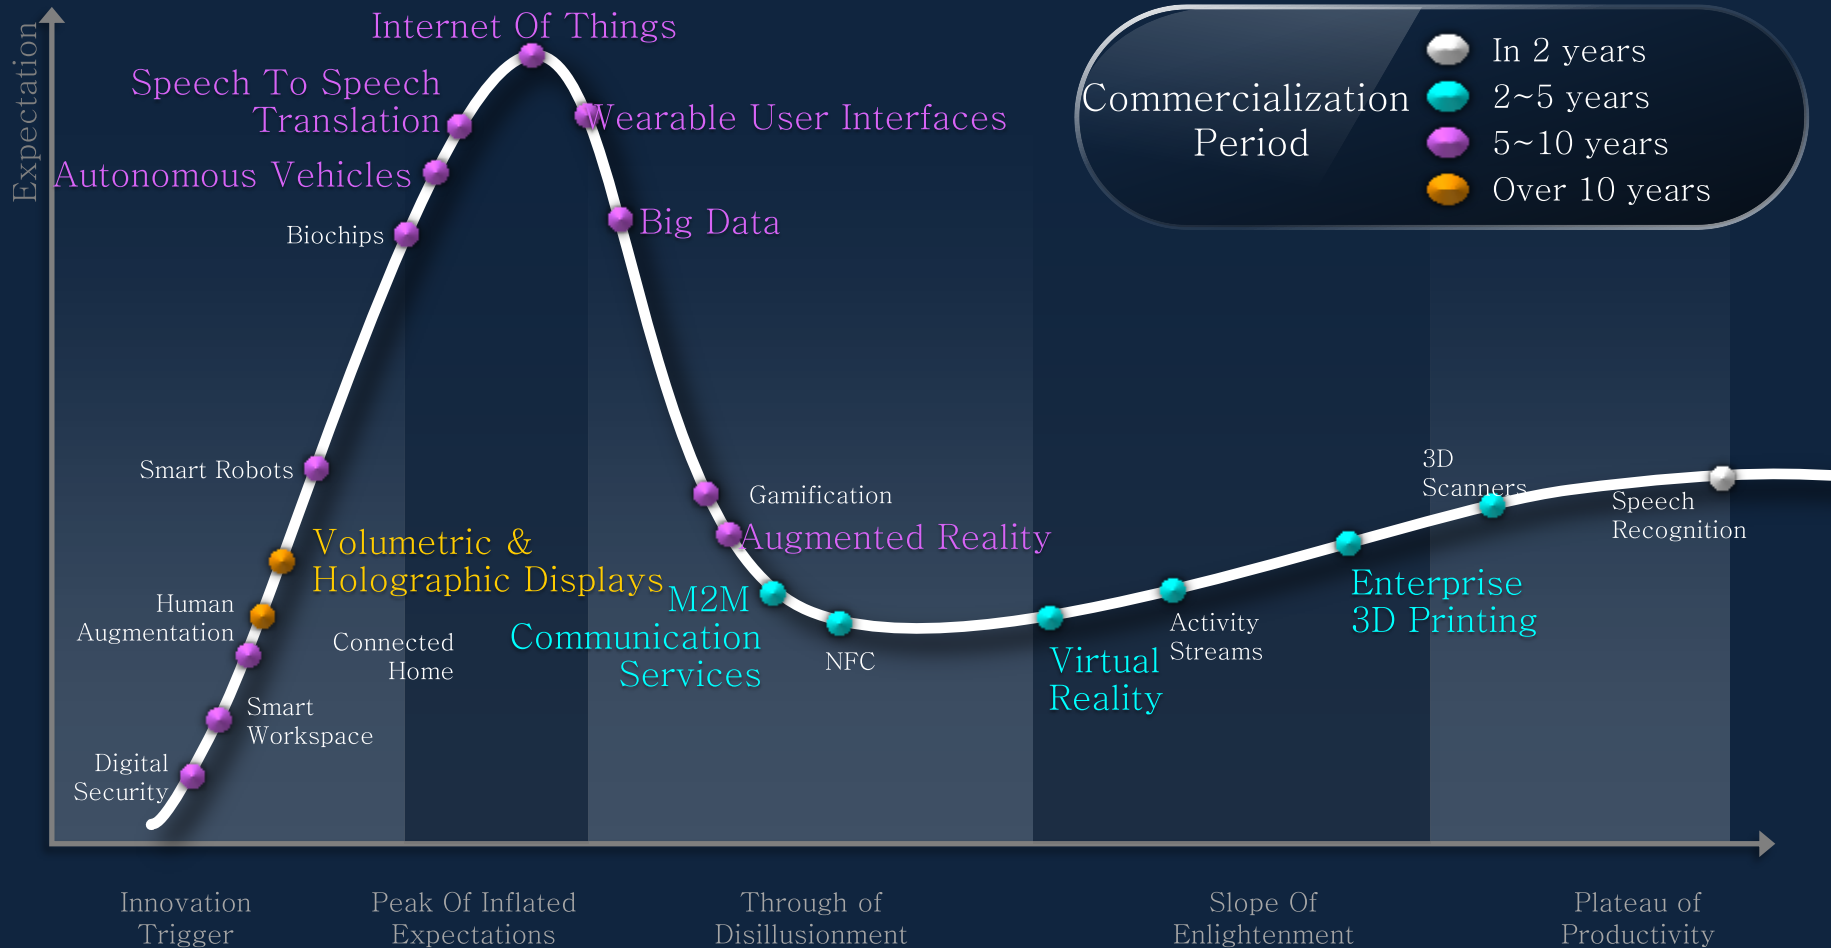 Expectation
Internet Of Things
Speech To Speech
Translation
Wearable User Interfaces
Autonomous Vehicles
Biochips
Big Data
Commercialization
Period
In 2 years
2~5 years
5~10 years
Over 10 years
Smart Robots
Volumetric &
Holographic Displays
Human
Augmentation
Connected
Home
Smart
Workspace
Digital
Security
Gamification
Augmented Reality
M2M
Communication
Services
NFC
Virtual
Reality
Activity
Streams
Enterprise
3D Printing
3D
Scanners
Speech
Recognition
Innovation
Trigger
Peak Of Inflated
Expectations
Through of
Disillusionment
Slope Of
Enlightenment
Plateau of
Productivity